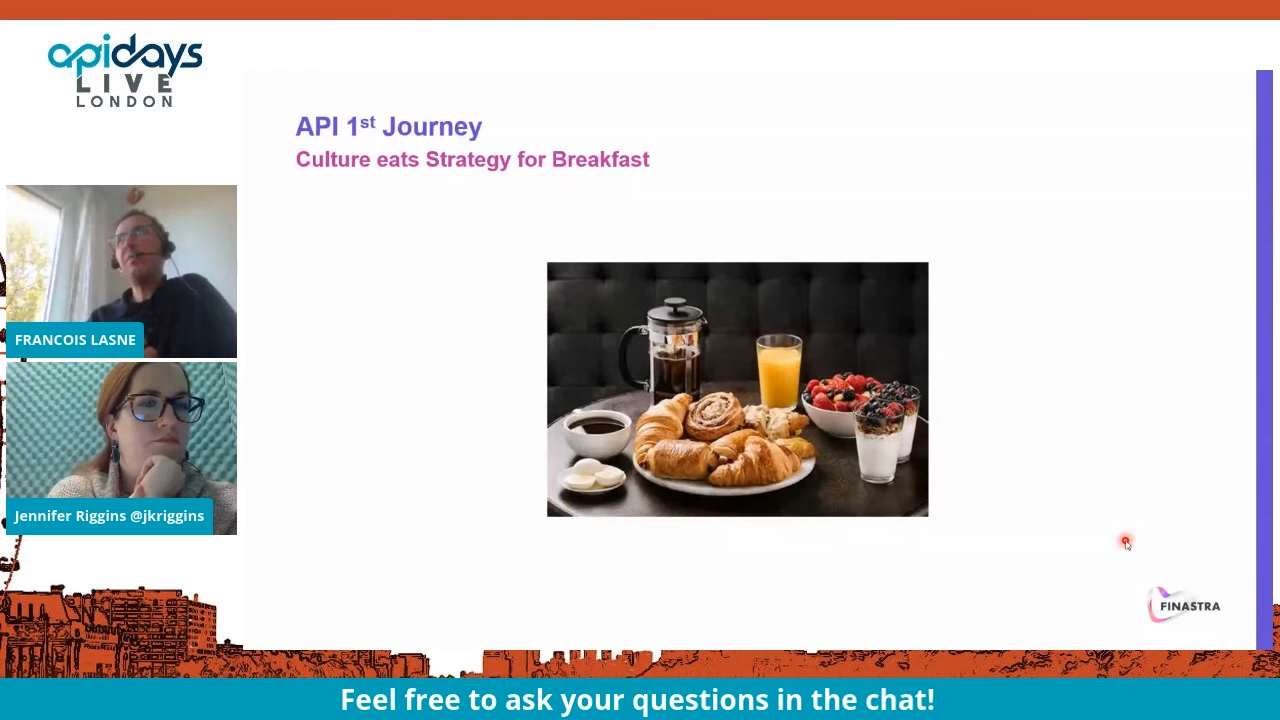 apidays
LIVE
LONDON
API 1st Journey
Culture eats Strategy for Breakfast
FRANCOIS LASNE
Jennifer Riggins @jkriggins
FINASTRA
Feel free to ask your questions in the chat!